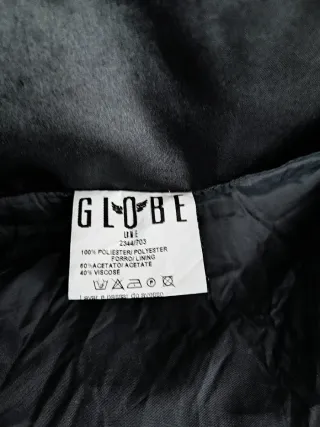 GLOBE
LINE
2344/703
100% POLIESTER/ POLYESTER
FORRO/ LINING
60%ACETATO/ ACETATE
40% VISCOSE
Lavar e passar do avesso